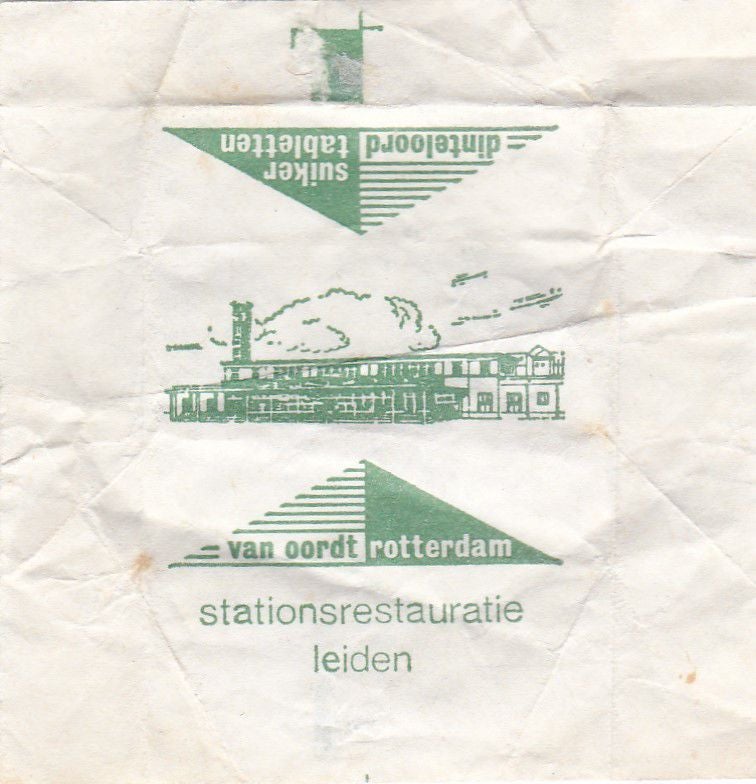 suiker
tabletten
dinteloord
van oordt rotterdam
stationsrestauratie
leiden